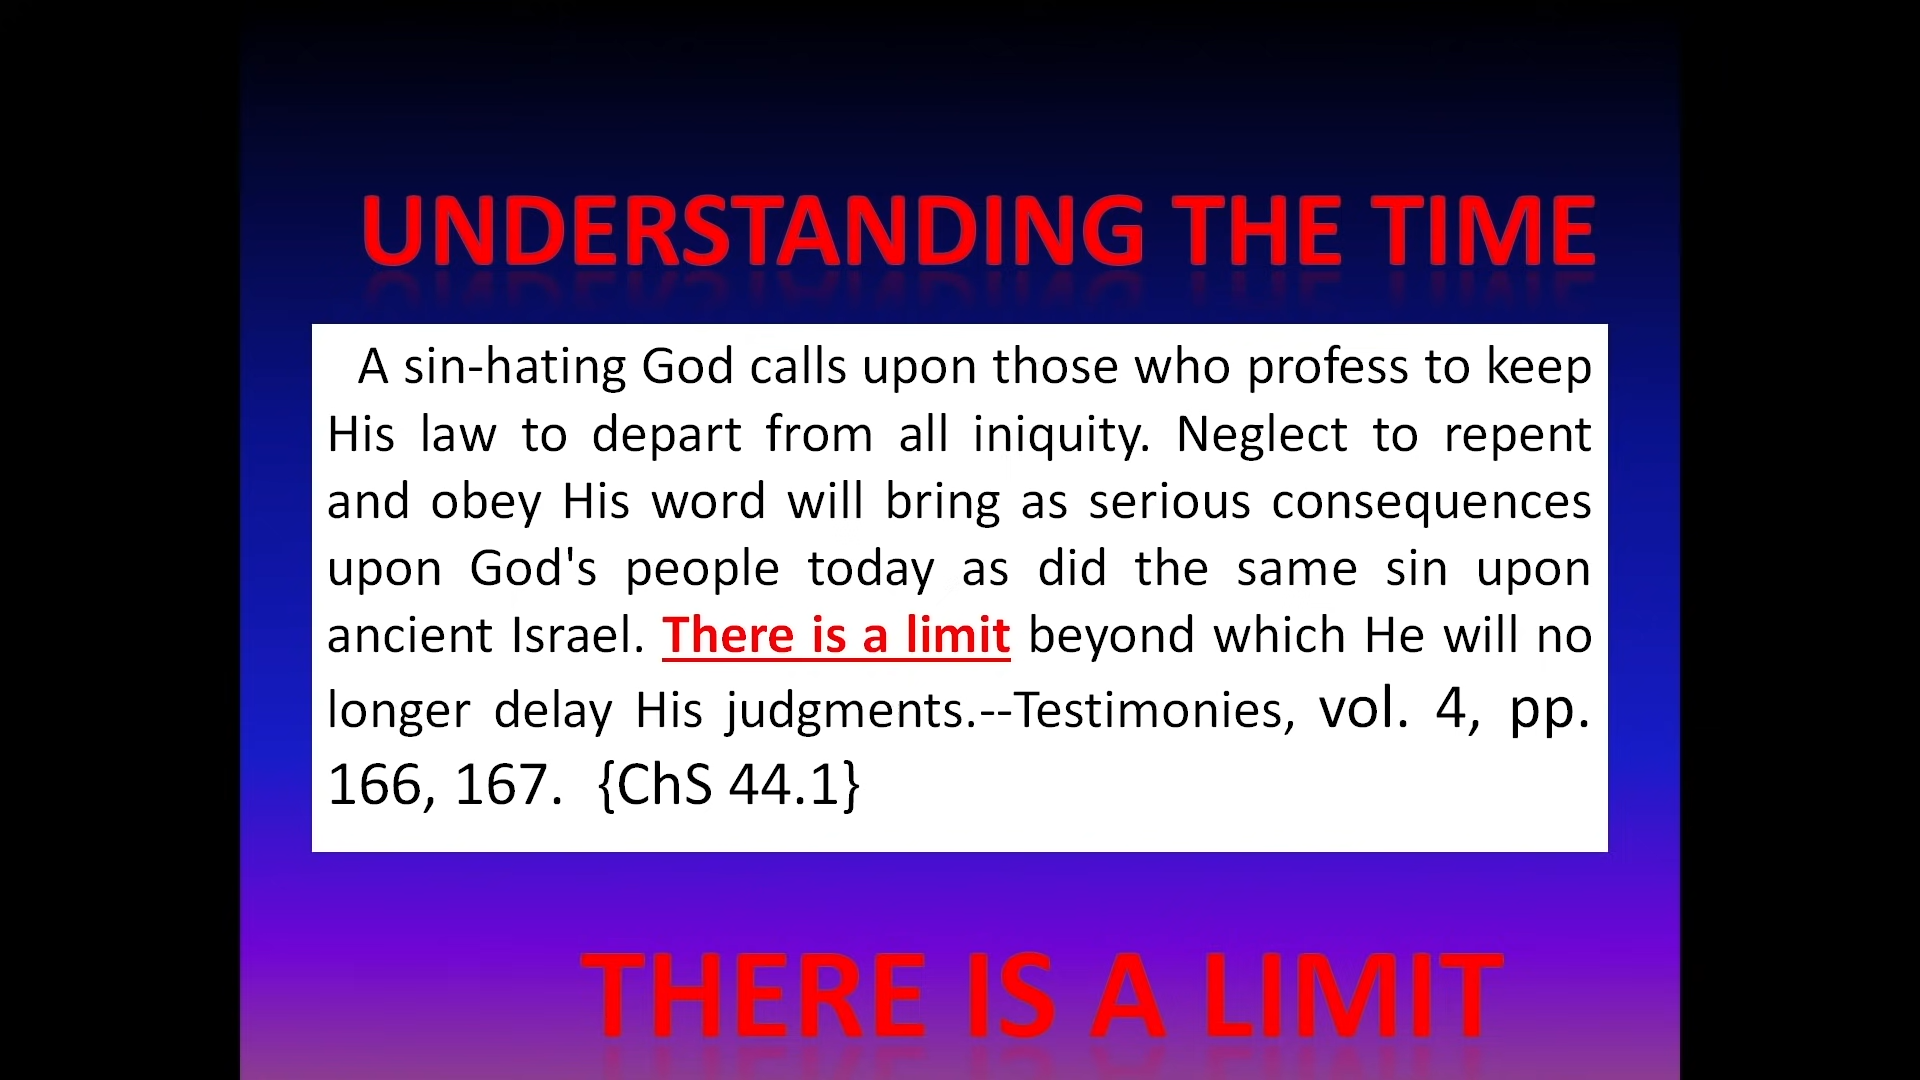 UNDERSTANDING THE TIME
A sin-hating God calls upon those who profess to keep
His law to depart from all iniquity. Neglect to repent
and obey His word will bring as serious consequences
upon God's people today as did the same sin upon
ancient Israel. There is a limit beyond which He will no
longer delay His judgments.--Testimonies, vol. 4, pp.
166, 167.  {ChS 44.1}
THERE IS A LIMIT